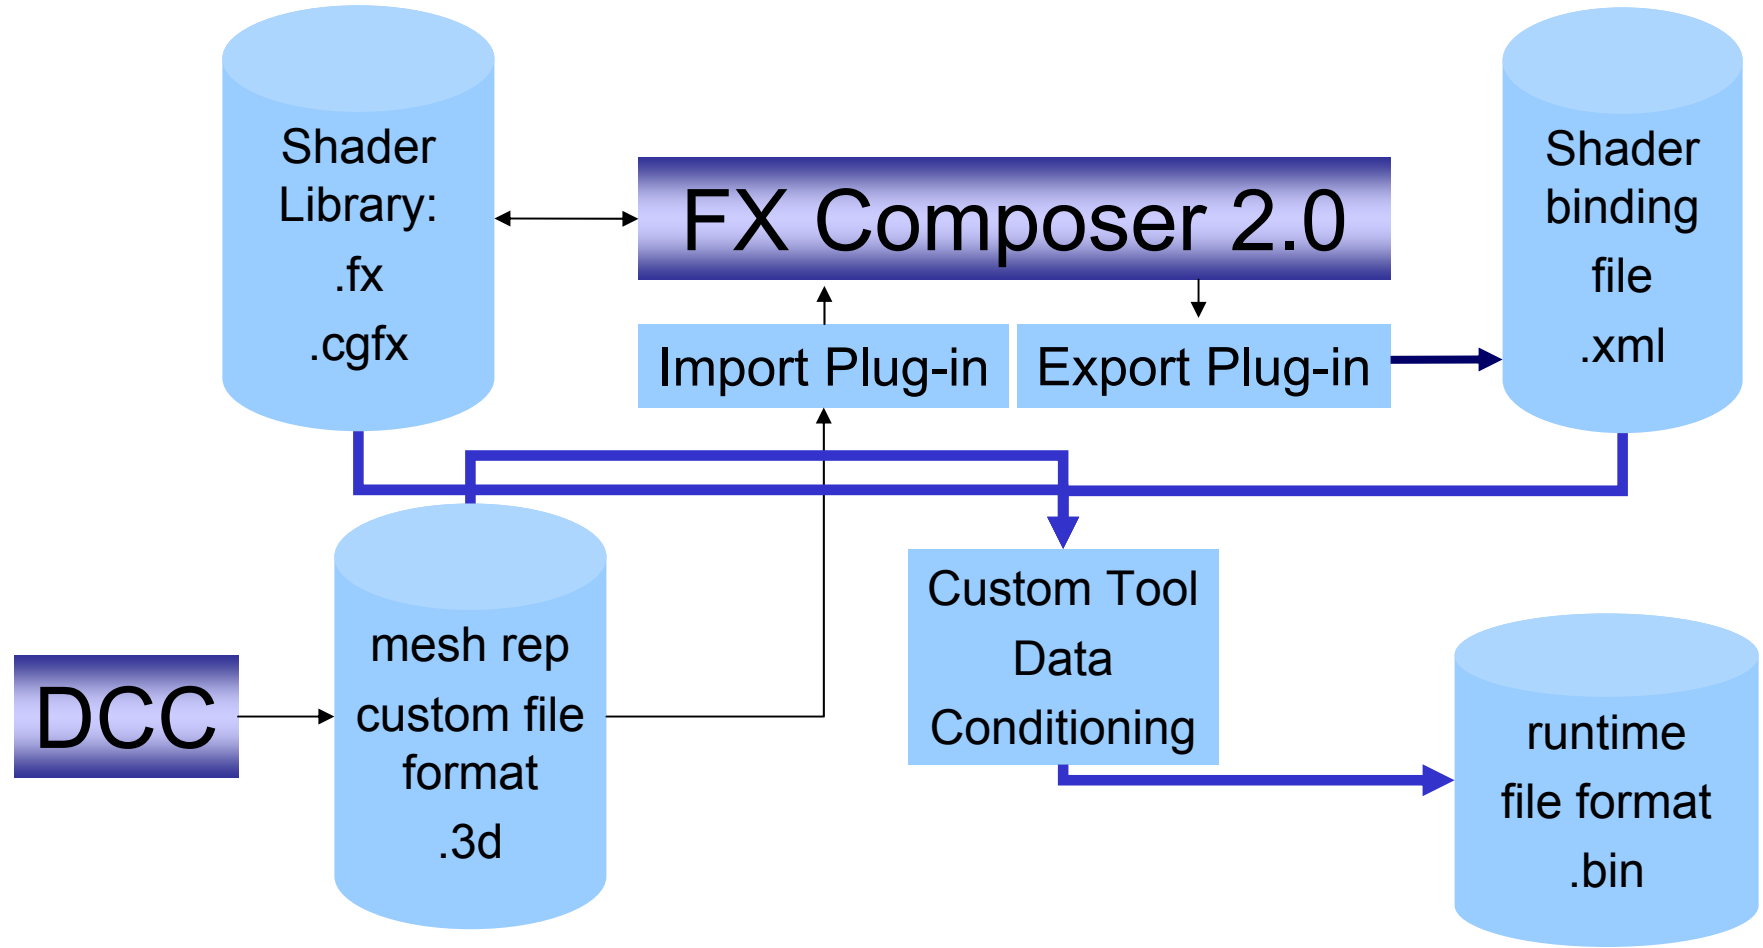 Shader
Library:
.fx
.cgfx
FX Composer 2.0
Import Plug-in
Export Plug-in
Shader
binding
file
.xml
DCC
mesh rep
custom file
format
.3d
Custom Tool
Data
Conditioning
runtime
file format
.bin